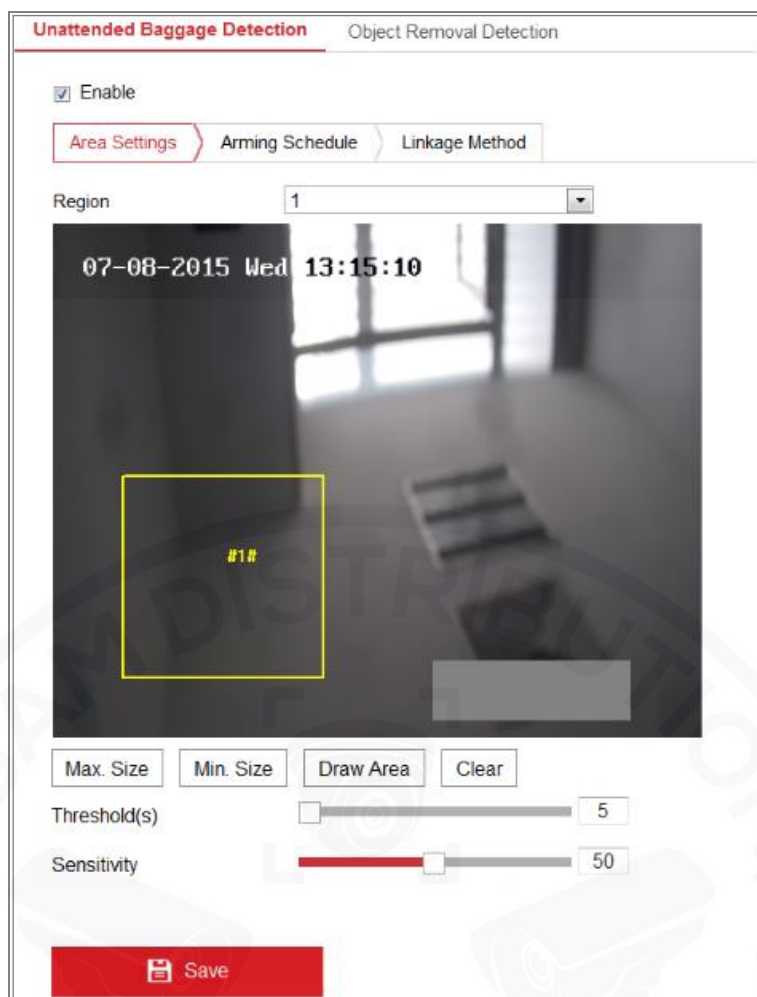 Unattended Baggage Detection Object Removal Detection
Enable
Area Settings Arming Schedule Linkage Method
Region 1
07-08-2015 Wed 13:15:10
#1#
Max. Size Min. Size Draw Area Clear
Threshold(s) 5
Sensitivity 50
Save